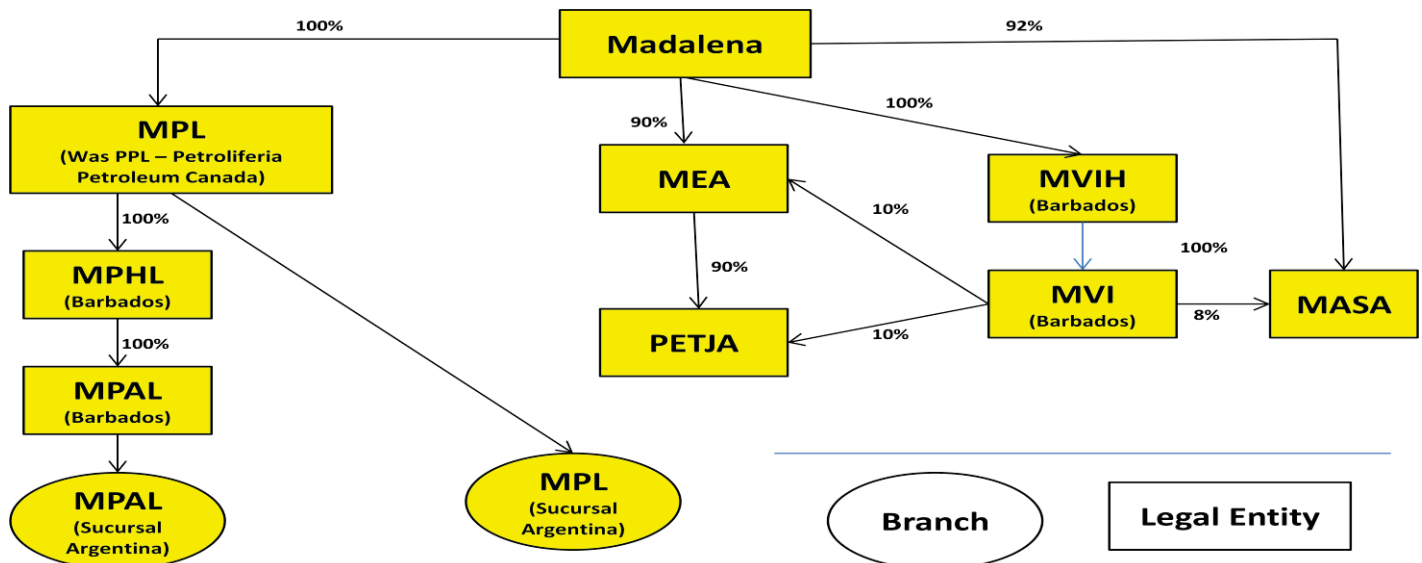 100%
Madalena
92%
100%
90%
MPL
(Was PPL – Petroliferia
Petroleum Canada)
MEA
MVIH
(Barbados)
100%
10%
100%
MPHL
(Barbados)
90%
MVI
(Barbados)
8%
MASA
PETJA
10%
100%
MPAL
(Barbados)
MPAL
(Sucursal
Argentina)
MPL
(Sucursal
Argentina)
Branch
Legal Entity